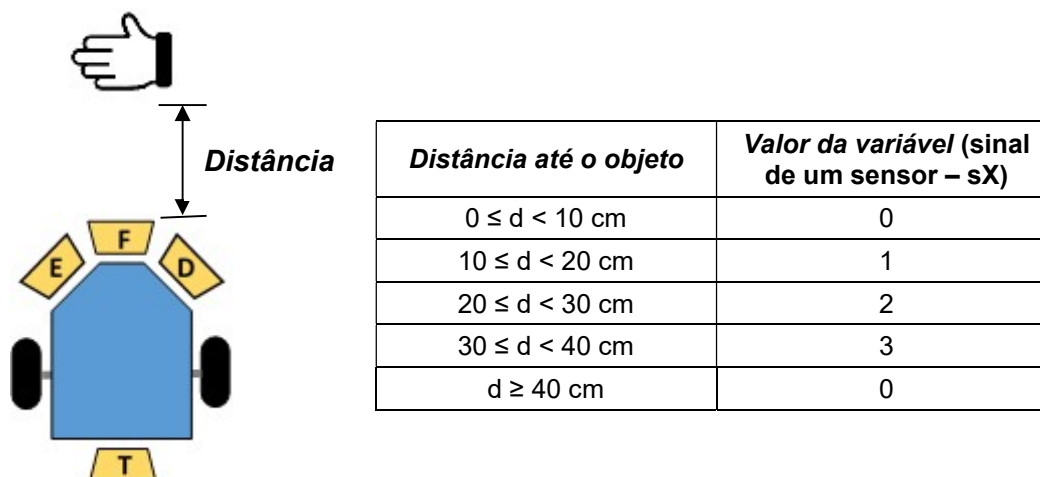 Distância
F
E
D
T
Distância até o objeto
Valor da variável (sinal
de um sensor – sX)
0 ≤ d < 10 cm
0
10 ≤ d < 20 cm
1
20 ≤ d < 30 cm
2
30 ≤ d < 40 cm
3
d ≥ 40 cm
0